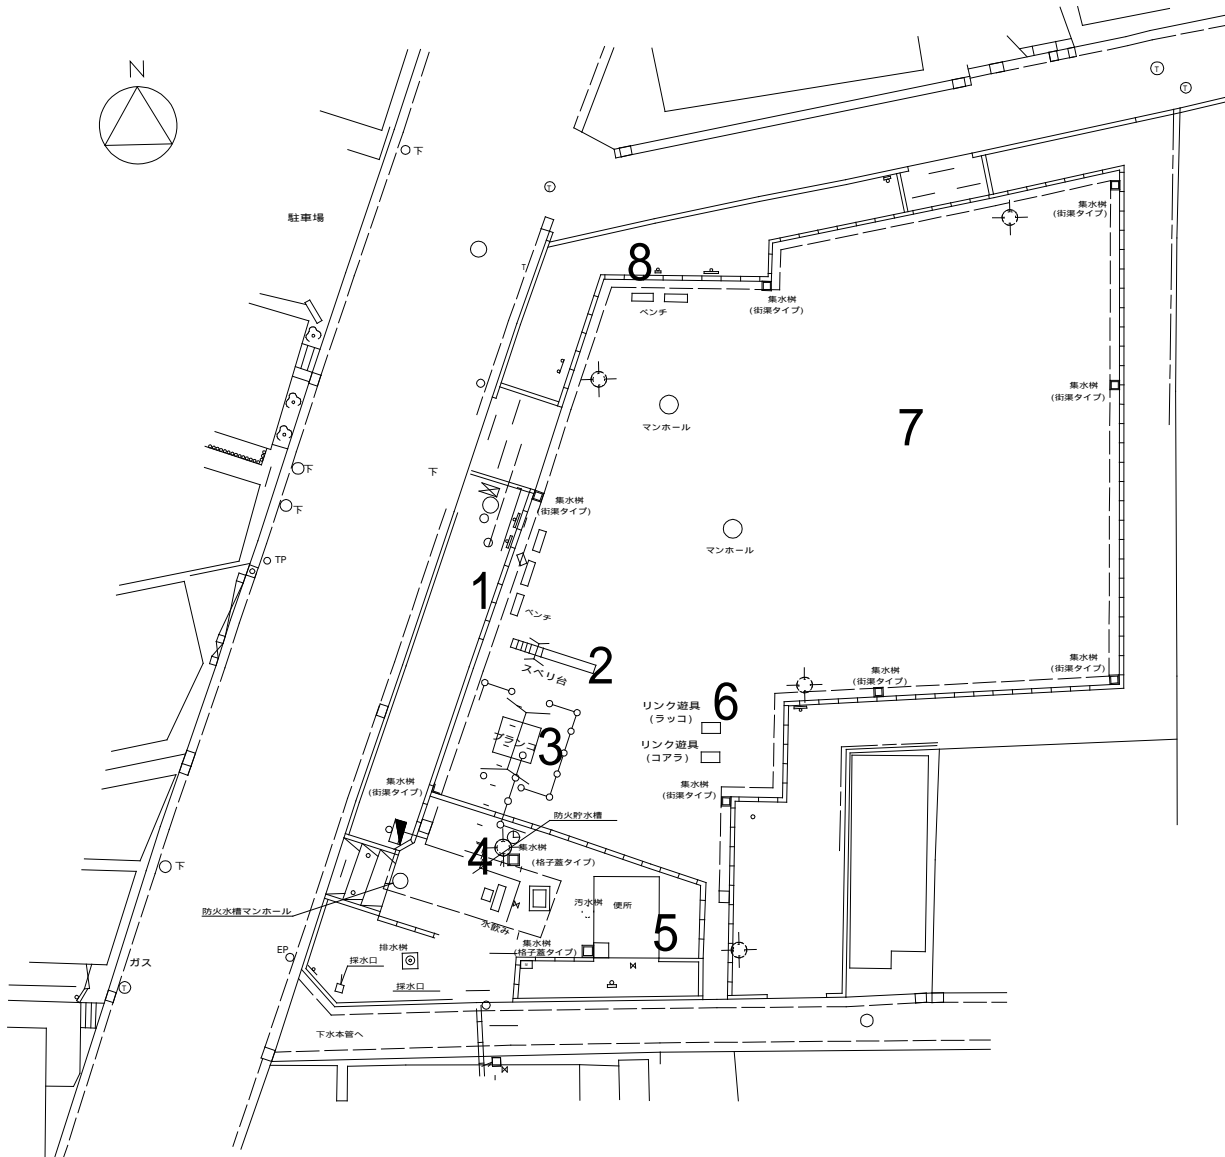 N
T
T
下
T
駐車場
集水桝
(街渠タイプ)
8
T
集水桝
(街渠タイプ)
ベンチ
集水桝
(街渠タイプ)
7
マンホール
下
下
集水桝
(街渠タイプ)
下
マンホール
TP
1
ベンチ
2
スベリ台
集水桝
(街渠タイプ)
集水桝
(街渠タイプ)
6
リンク遊具
(ラッコ)
ブランコ
3
リンク遊具
(コアラ)
集水桝
(街渠タイプ)
集水桝
(街渠タイプ)
防火貯水槽
4
集水桝
(格子蓋タイプ)
下
防火水槽マンホール
汚水桝
便所
水飲み
5
EP
排水桝
集水桝
(格子蓋タイプ)
ガス
採水口
採水口
T
下水本管へ